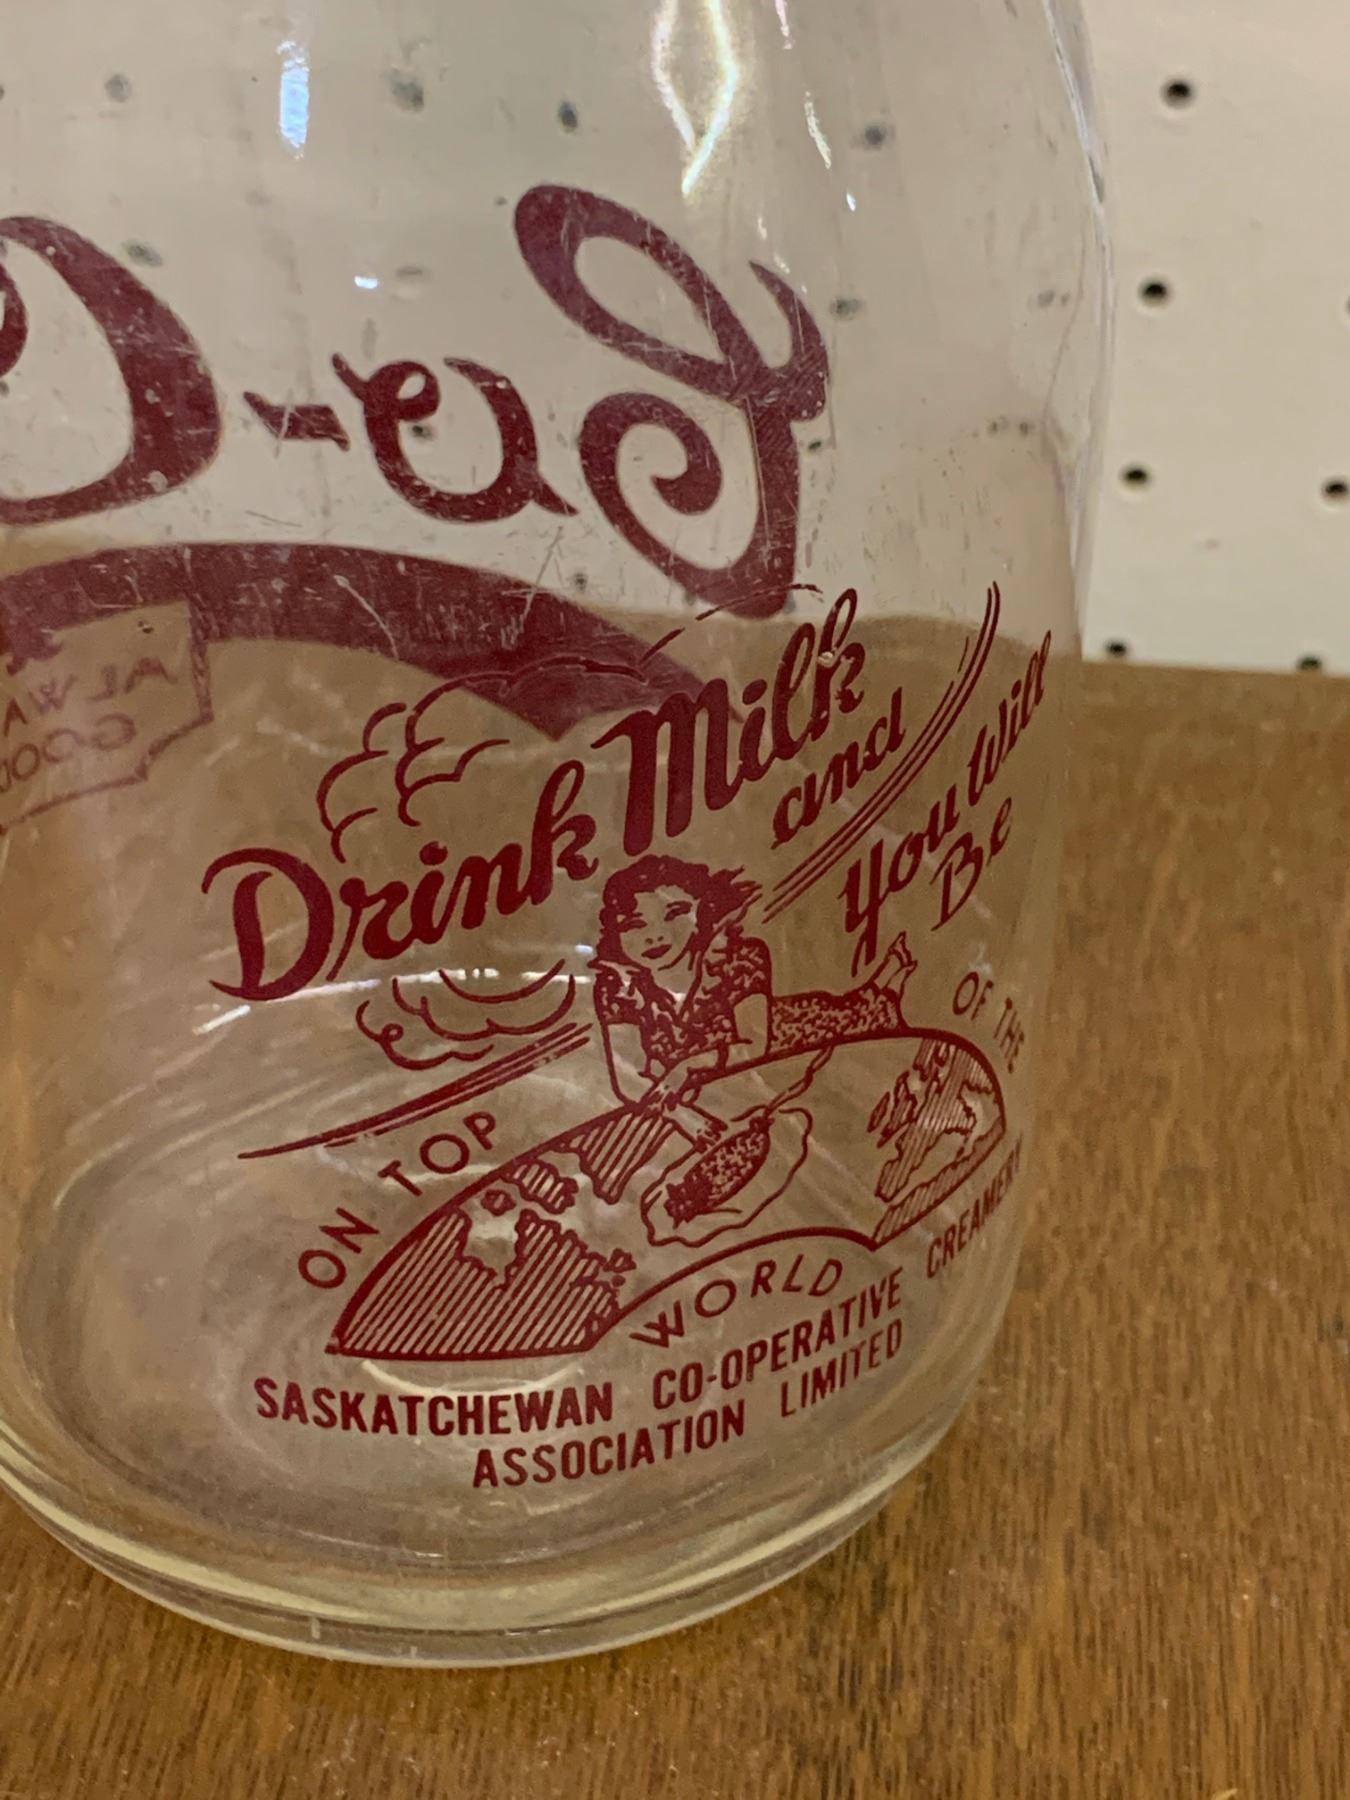 Drink Milk
and
You Will
Be
ON TOP
OF THE
WORLD
SASKATCHEWAN CO-OPERATIVE CREAMERY
ASSOCIATION LIMITED